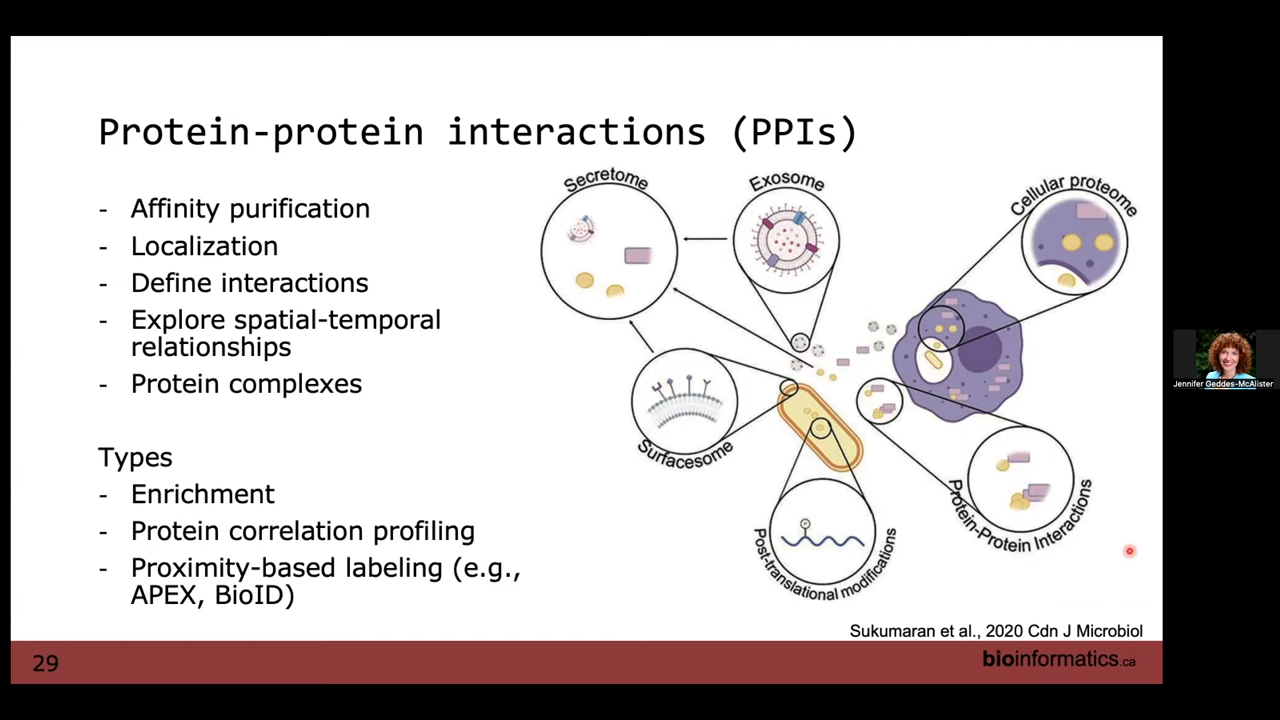 Protein-protein interactions (PPIs)
- Affinity purification
- Localization
- Define interactions
- Explore spatial-temporal
relationships
- Protein complexes
Types
- Enrichment
- Protein correlation profiling
- Proximity-based labeling (e.g.,
APEX, BioID)
Secretome
Exosome
Cellular proteome
Surfacesome
Post-translational modifications
P
Protein-Protein Interactions
Sukumaran et al., 2020 Cdn J Microbiol
29
bioinformatics.ca
Jennifer Geddes-McAlister